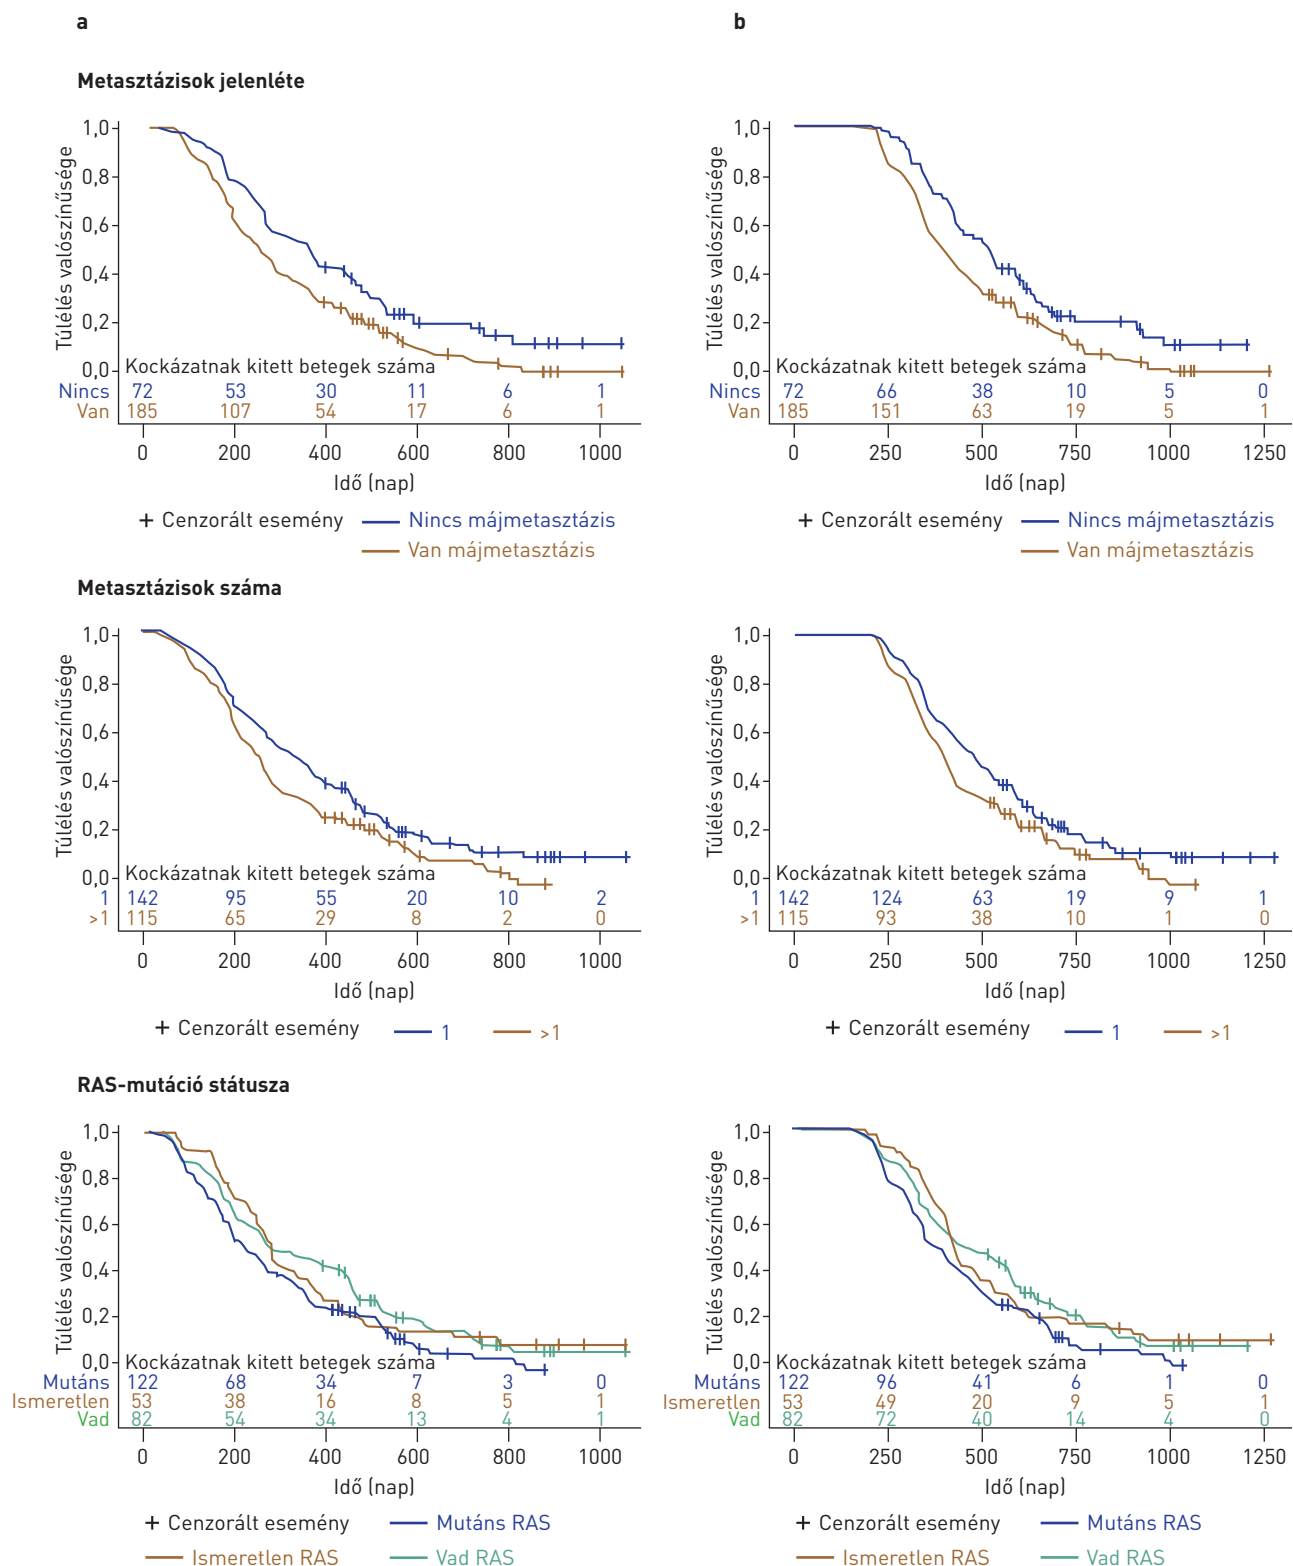 a
b
Metasztázisok jelenléte
Túlélés valószínűsége
1,0
0,8
0,6
0,4
0,2
0,0
Kockázatnak kitett betegek száma
Nincs 72 53 30 11 6 1
Van 185 107 54 17 6 1
0 200 400 600 800 1000
Idő (nap)
+ Cenzorált esemény Nincs májmetasztázis
Van májmetasztázis
Túlélés valószínűsége
1,0
0,8
0,6
0,4
0,2
0,0
Kockázatnak kitett betegek száma
Nincs 72 66 38 10 5 0
Van 185 151 63 19 5 1
0 250 500 750 1000 1250
Idő (nap)
+ Cenzorált esemény Nincs májmetasztázis
Van májmetasztázis
Metasztázisok száma
Túlélés valószínűsége
1,0
0,8
0,6
0,4
0,2
0,0
Kockázatnak kitett betegek száma
1 142 95 55 20 10 2
>1 115 65 29 8 2 0
0 200 400 600 800 1000
Idő (nap)
+ Cenzorált esemény 1 >1
Túlélés valószínűsége
1,0
0,8
0,6
0,4
0,2
0,0
Kockázatnak kitett betegek száma
1 142 124 63 19 9 1
>1 115 93 38 10 1 0
0 250 500 750 1000 1250
Idő (nap)
+ Cenzorált esemény 1 >1
RAS-mutáció státusza
Túlélés valószínűsége
1,0
0,8
0,6
0,4
0,2
0,0
Kockázatnak kitett betegek száma
Mutáns 122 68 34 7 3 0
Ismeretlen 53 38 16 8 5 1
Vad 82 54 34 13 4 1
0 200 400 600 800 1000
Idő (nap)
+ Cenzorált esemény Mutáns RAS
Ismeretlen RAS Vad RAS
Túlélés valószínűsége
1,0
0,8
0,6
0,4
0,2
0,0
Kockázatnak kitett betegek száma
Mutáns 122 96 41 6 1 0
Ismeretlen 53 49 20 9 5 1
Vad 82 72 40 14 4 0
0 250 500 750 1000 1250
Idő (nap)
+ Cenzorált esemény Mutáns RAS
Ismeretlen RAS Vad RAS